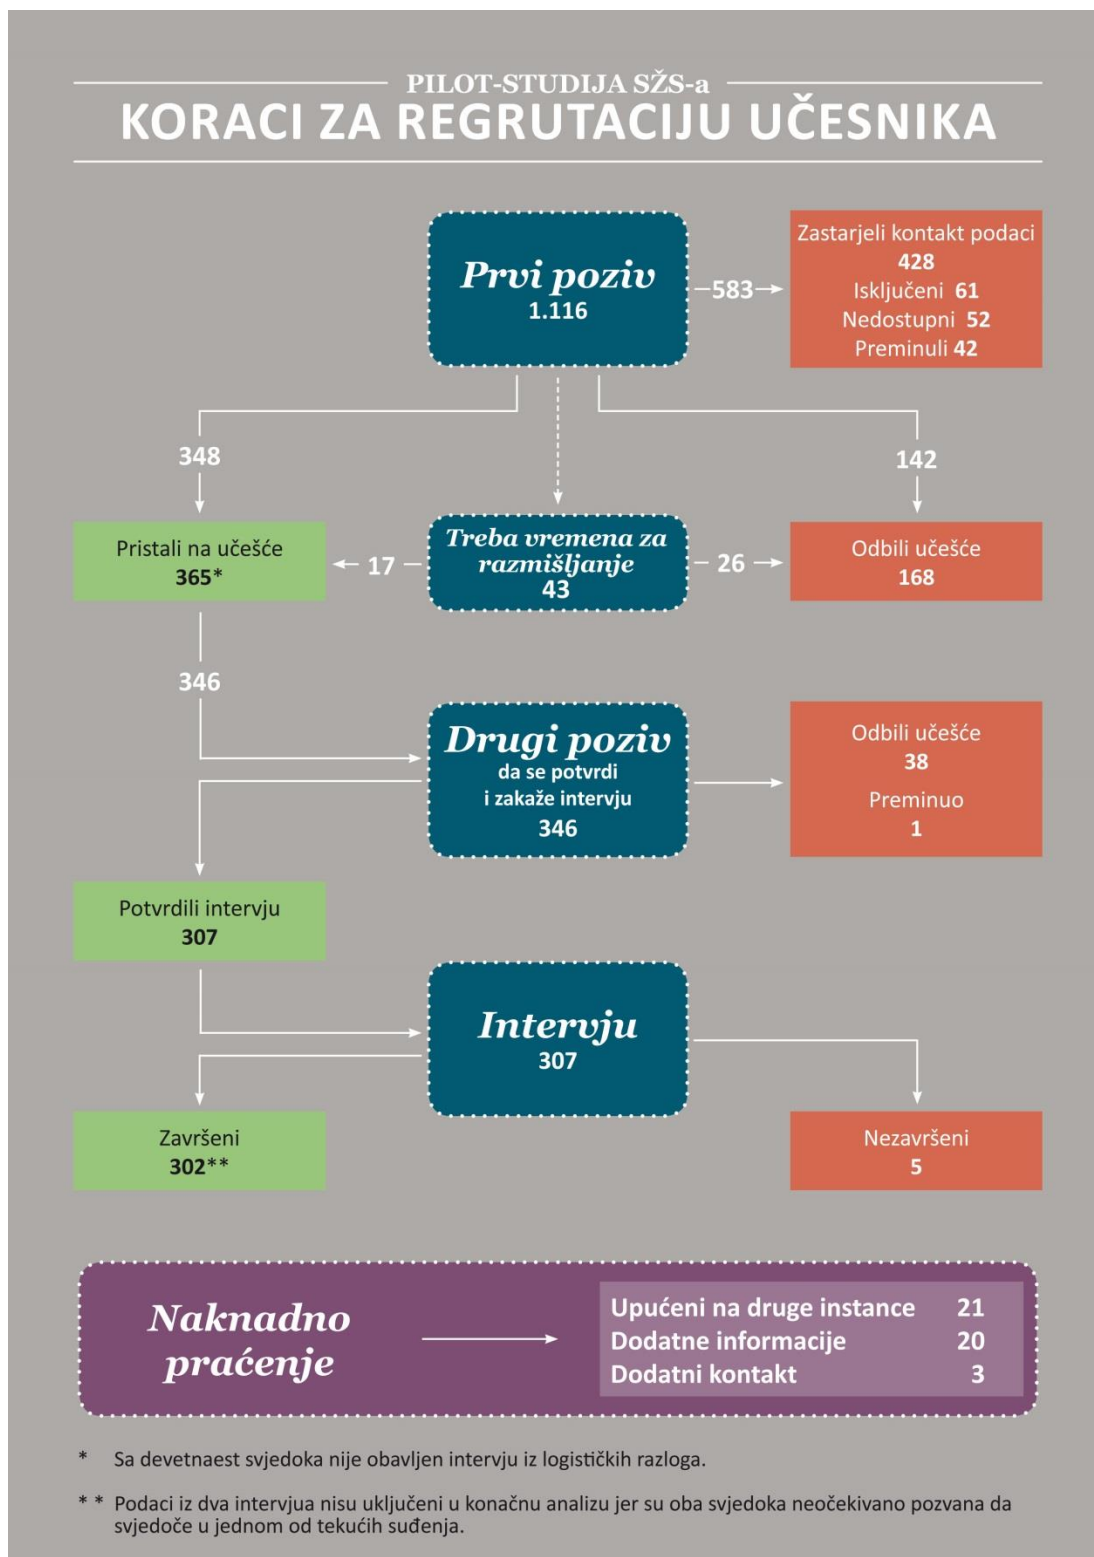 PILOT-STUDIJA SŽS-a
KORACI ZA REGRUTACIJU UČESNIKA
Prvi poziv
1.116
583
Zastarjeli kontakt podaci
428
Isključeni 61
Nedostupni 52
Preminuli 42
348
142
Pristali na učešće
365*
17
Treba vremena za
razmišljanje
43
26
Odbili učešće
168
346
Drugi poziv
da se potvrdi
i zakaže intervju
346
Odbili učešće
38
Preminuo
1
Potvrdili intervju
307
Intervju
307
Završeni
302**
Nezavršeni
5
Naknadno
praćenje
Upućeni na druge instance 21
Dodatne informacije 20
Dodatni kontakt 3
* Sa devetnaest svjedoka nije obavljen intervju iz logističkih razloga.
* * Podaci iz dva intervjua nisu uključeni u konačnu analizu jer su oba svjedoka neočekivano pozvana da
svjedoče u jednom od tekućih suđenja.